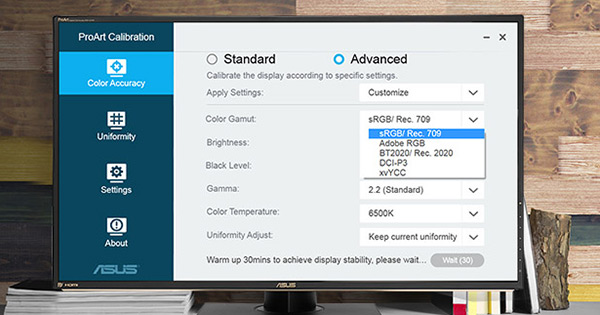 ProArt Calibration
Color Accuracy
Uniformity
Settings
About
ASUS
Standard
Advanced
Calibrate the display according to specific settings.
Apply Settings: Customize
Color Gamut: sRGB/ Rec. 709
sRGB/ Rec. 709
Adobe RGB
BT2020/ Rec. 2020
DCI-P3
xvYCC
Brightness:
Black Level:
Gamma: 2.2 (Standard)
Color Temperature: 6500K
Uniformity Adjust: Keep current uniformity
Warm up 30mins to achieve display stability, please wait... Wait (30)
HDMI
ASUS